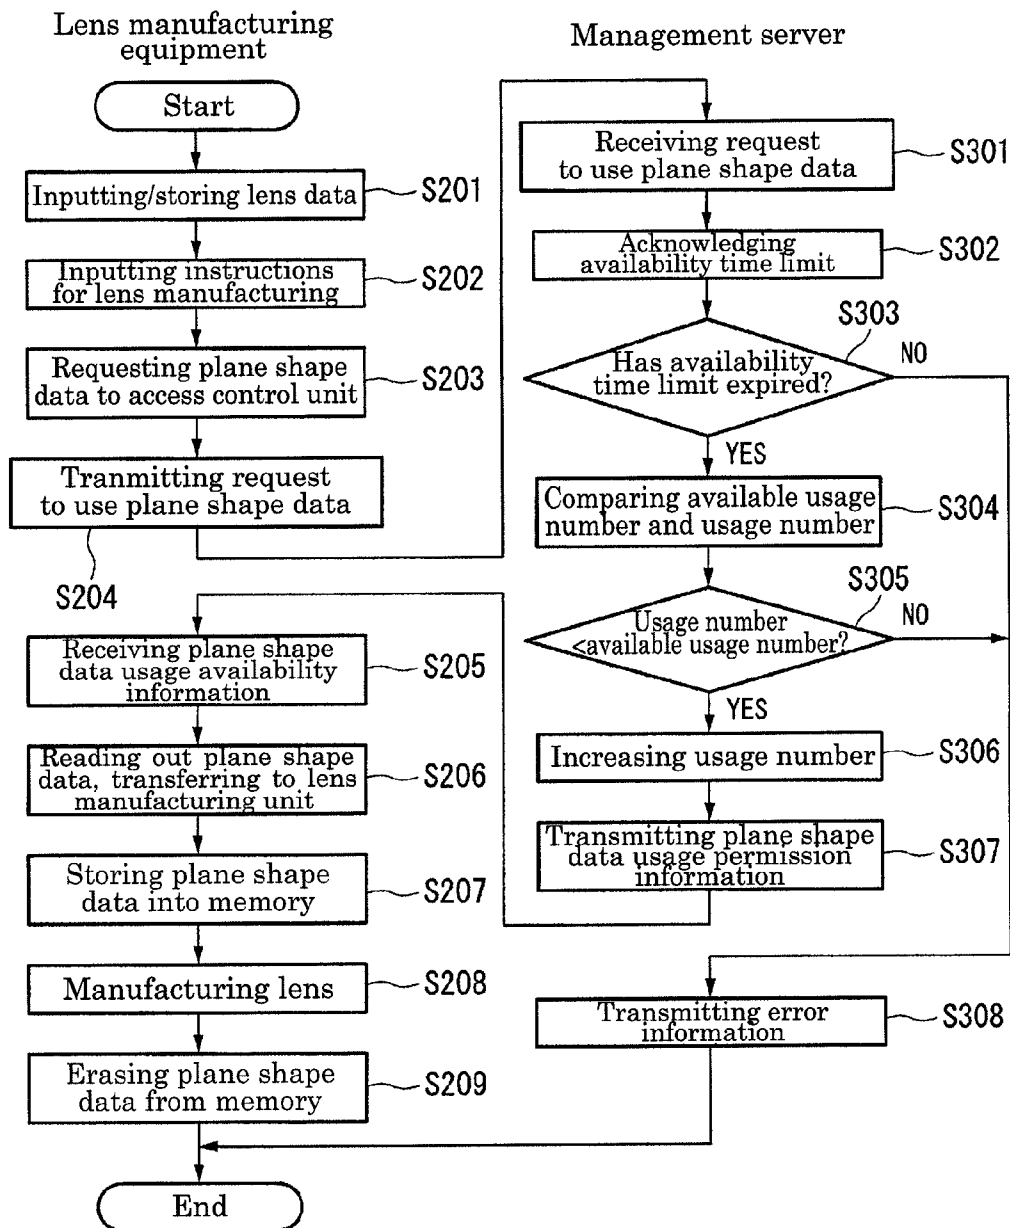 Lens manufacturing
equipment
Start
Inputting/storing lens data
S201
Inputting instructions
for lens manufacturing
S202
Requesting plane shape
data to access control unit
S203
Tranmitting request
to use plane shape data
S204
Receiving plane shape
data usage availability
information
S205
Reading out plane shape
data, transferring to lens
manufacturing unit
S206
Storing plane shape
data into memory
S207
Manufacturing lens
S208
Erasing plane shape
data from memory
S209
End
Management server
Receiving request
to use plane shape data
S301
Acknowledging
availability time limit
S302
S303
Has availability
time limit expired?
NO
YES
Comparing available usage
number and usage number
S304
S305
Usage number
<available usage number?
NO
YES
Increasing usage number
S306
Transmitting plane shape
data usage permission
information
S307
Transmitting error
information
S308